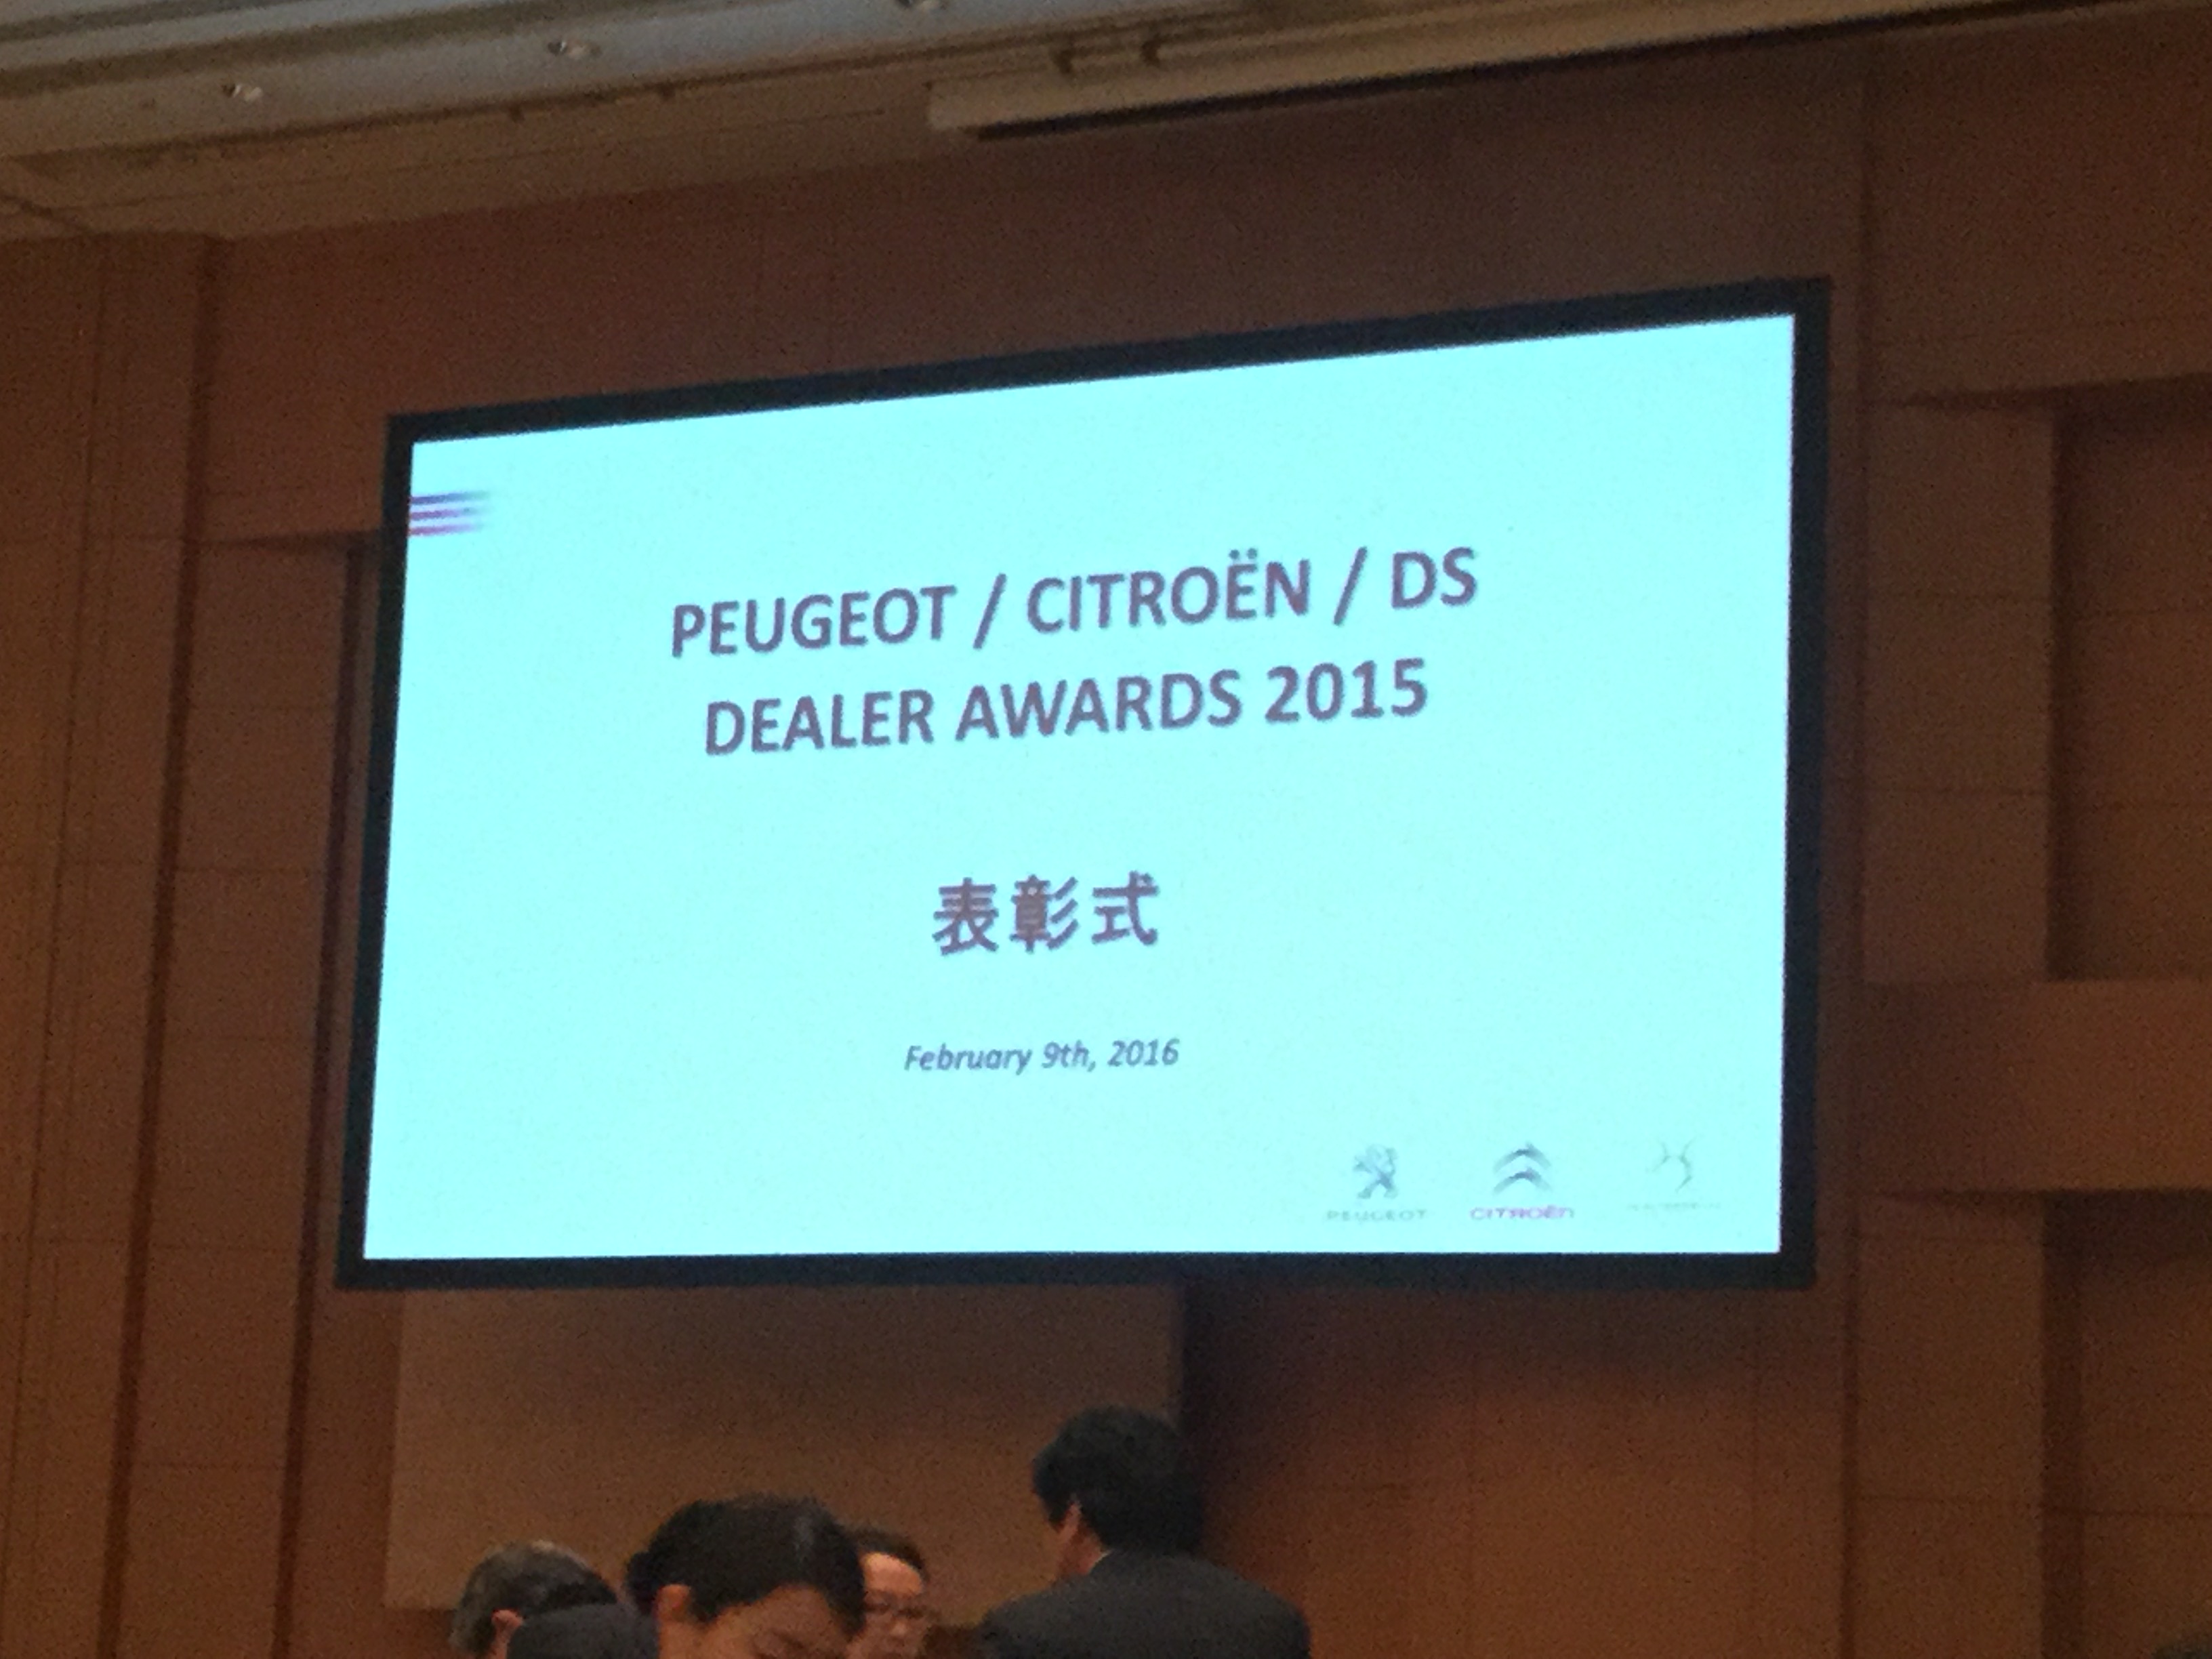 PEUGEOT / CITROËN / DS
DEALER AWARDS 2015
表彰式
February 9th, 2016
PEUGEOT
CITROËN